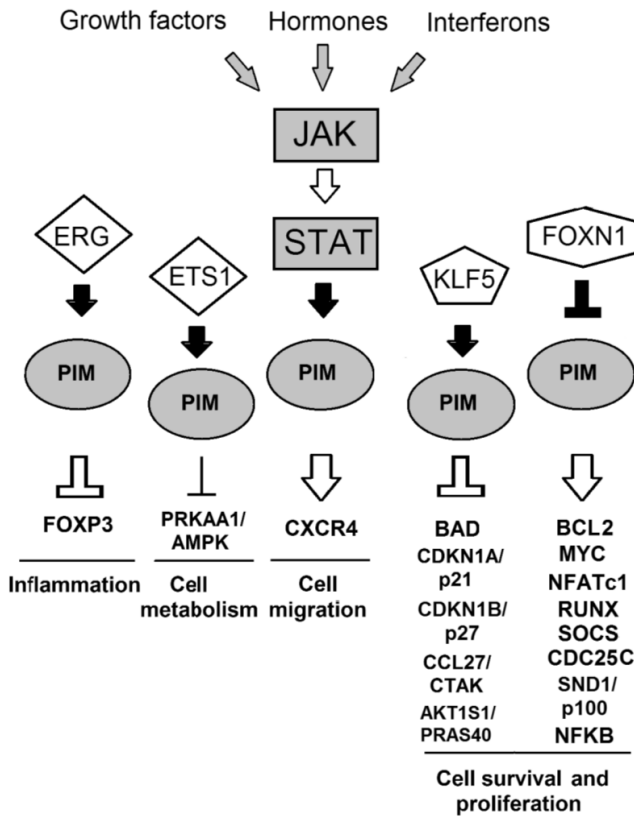 Growth factors Hormones Interferons
JAK
STAT
ERG
ETS1
KLF5
FOXN1
PIM
PIM
PIM
PIM
PIM
FOXP3
Inflammation
PRKAA1/
AMPK
Cell
metabolism
CXCR4
Cell
migration
BAD
CDKN1A/
p21
CDKN1B/
p27
CCL27/
CTAK
AKT1S1/
PRAS40
BCL2
MYC
NFATc1
RUNX
SOCS
CDC25C
SND1/
p100
NFKB
Cell survival and
proliferation